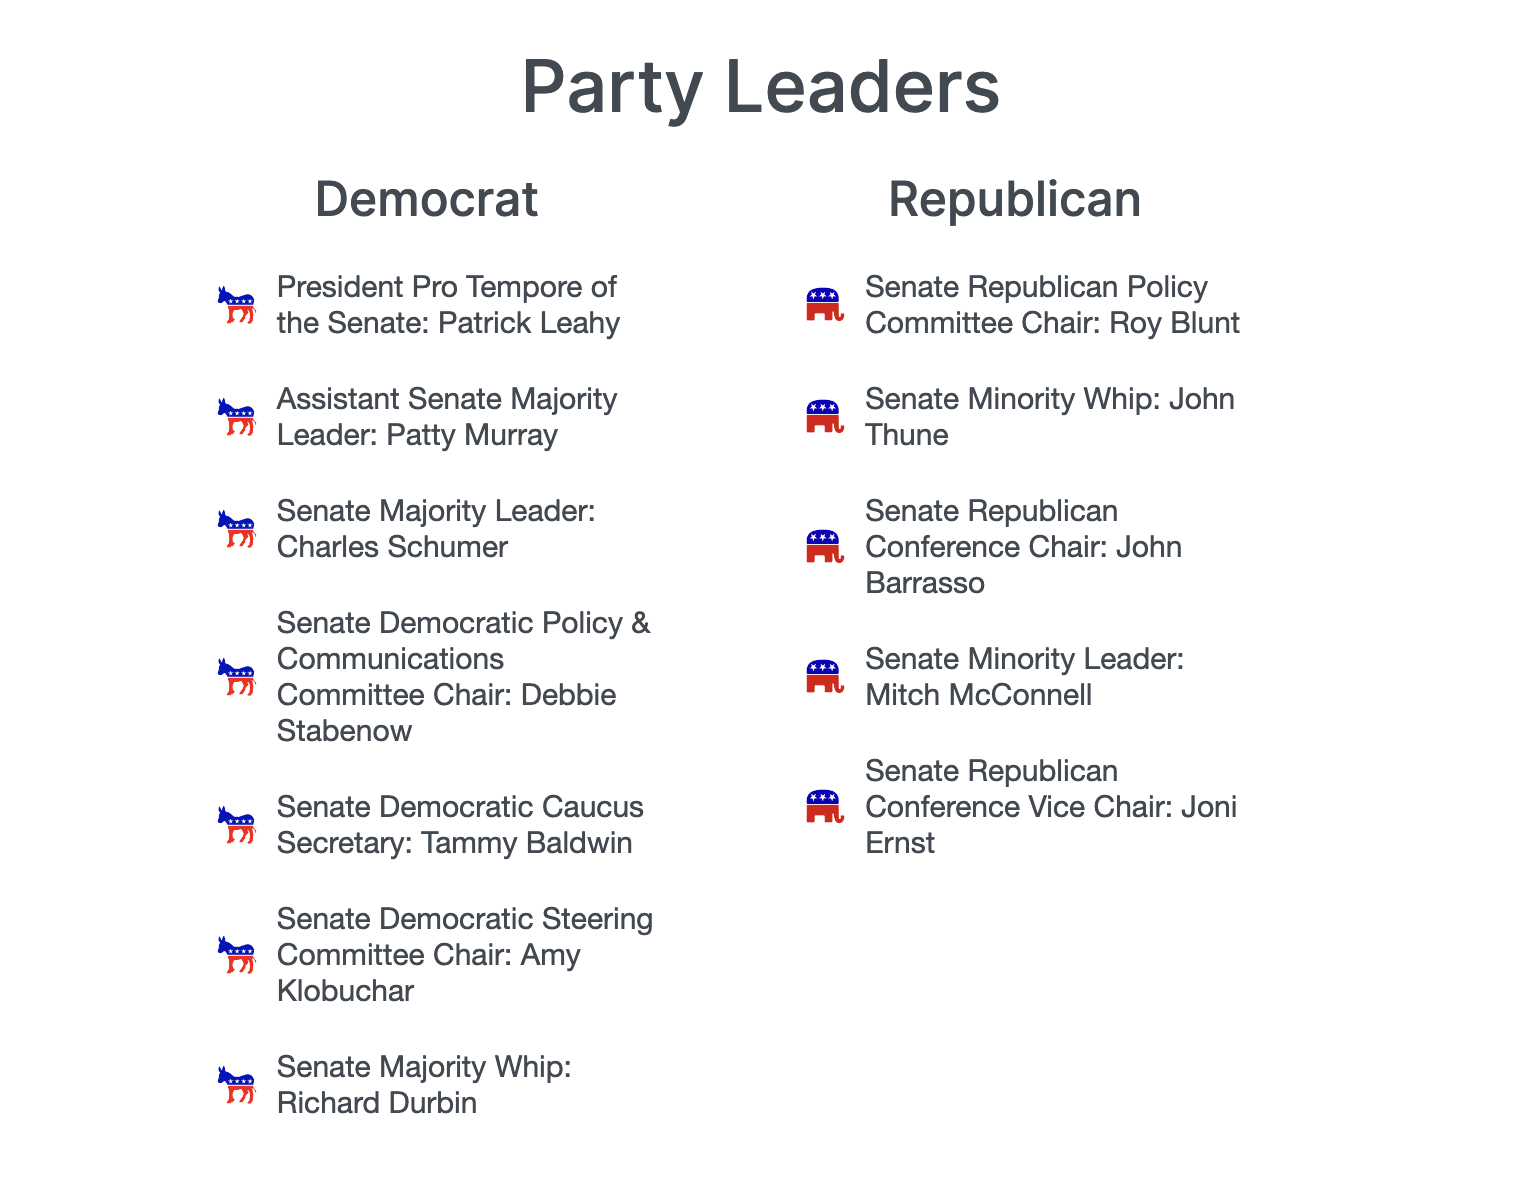 Party Leaders
Democrat
President Pro Tempore of
the Senate: Patrick Leahy
Assistant Senate Majority
Leader: Patty Murray
Senate Majority Leader:
Charles Schumer
Senate Democratic Policy &
Communications
Committee Chair: Debbie
Stabenow
Senate Democratic Caucus
Secretary: Tammy Baldwin
Senate Democratic Steering
Committee Chair: Amy
Klobuchar
Senate Majority Whip:
Richard Durbin
Republican
Senate Republican Policy
Committee Chair: Roy Blunt
Senate Minority Whip: John
Thune
Senate Republican
Conference Chair: John
Barrasso
Senate Minority Leader:
Mitch McConnell
Senate Republican
Conference Vice Chair: Joni
Ernst